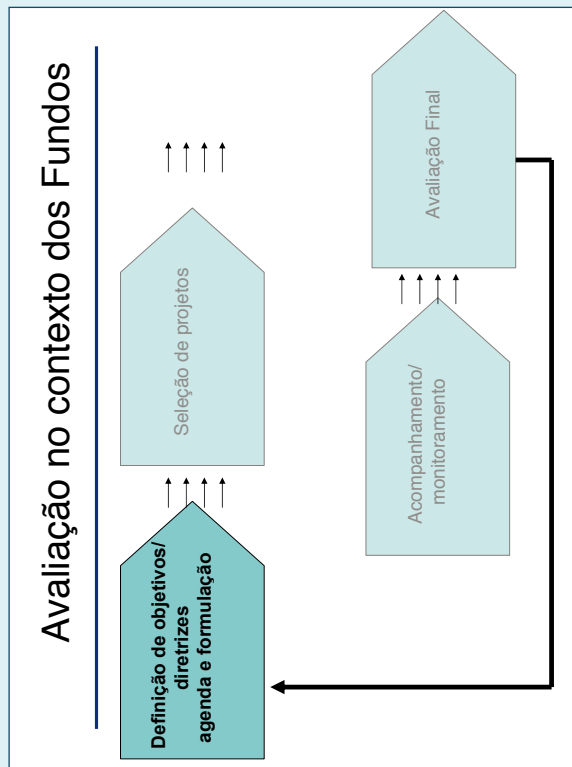 Avaliação no contexto dos Fundos
Definição de objetivos/
diretrizes
agenda e formulação
Seleção de projetos
Acompanhamento/
monitoramento
Avaliação Final